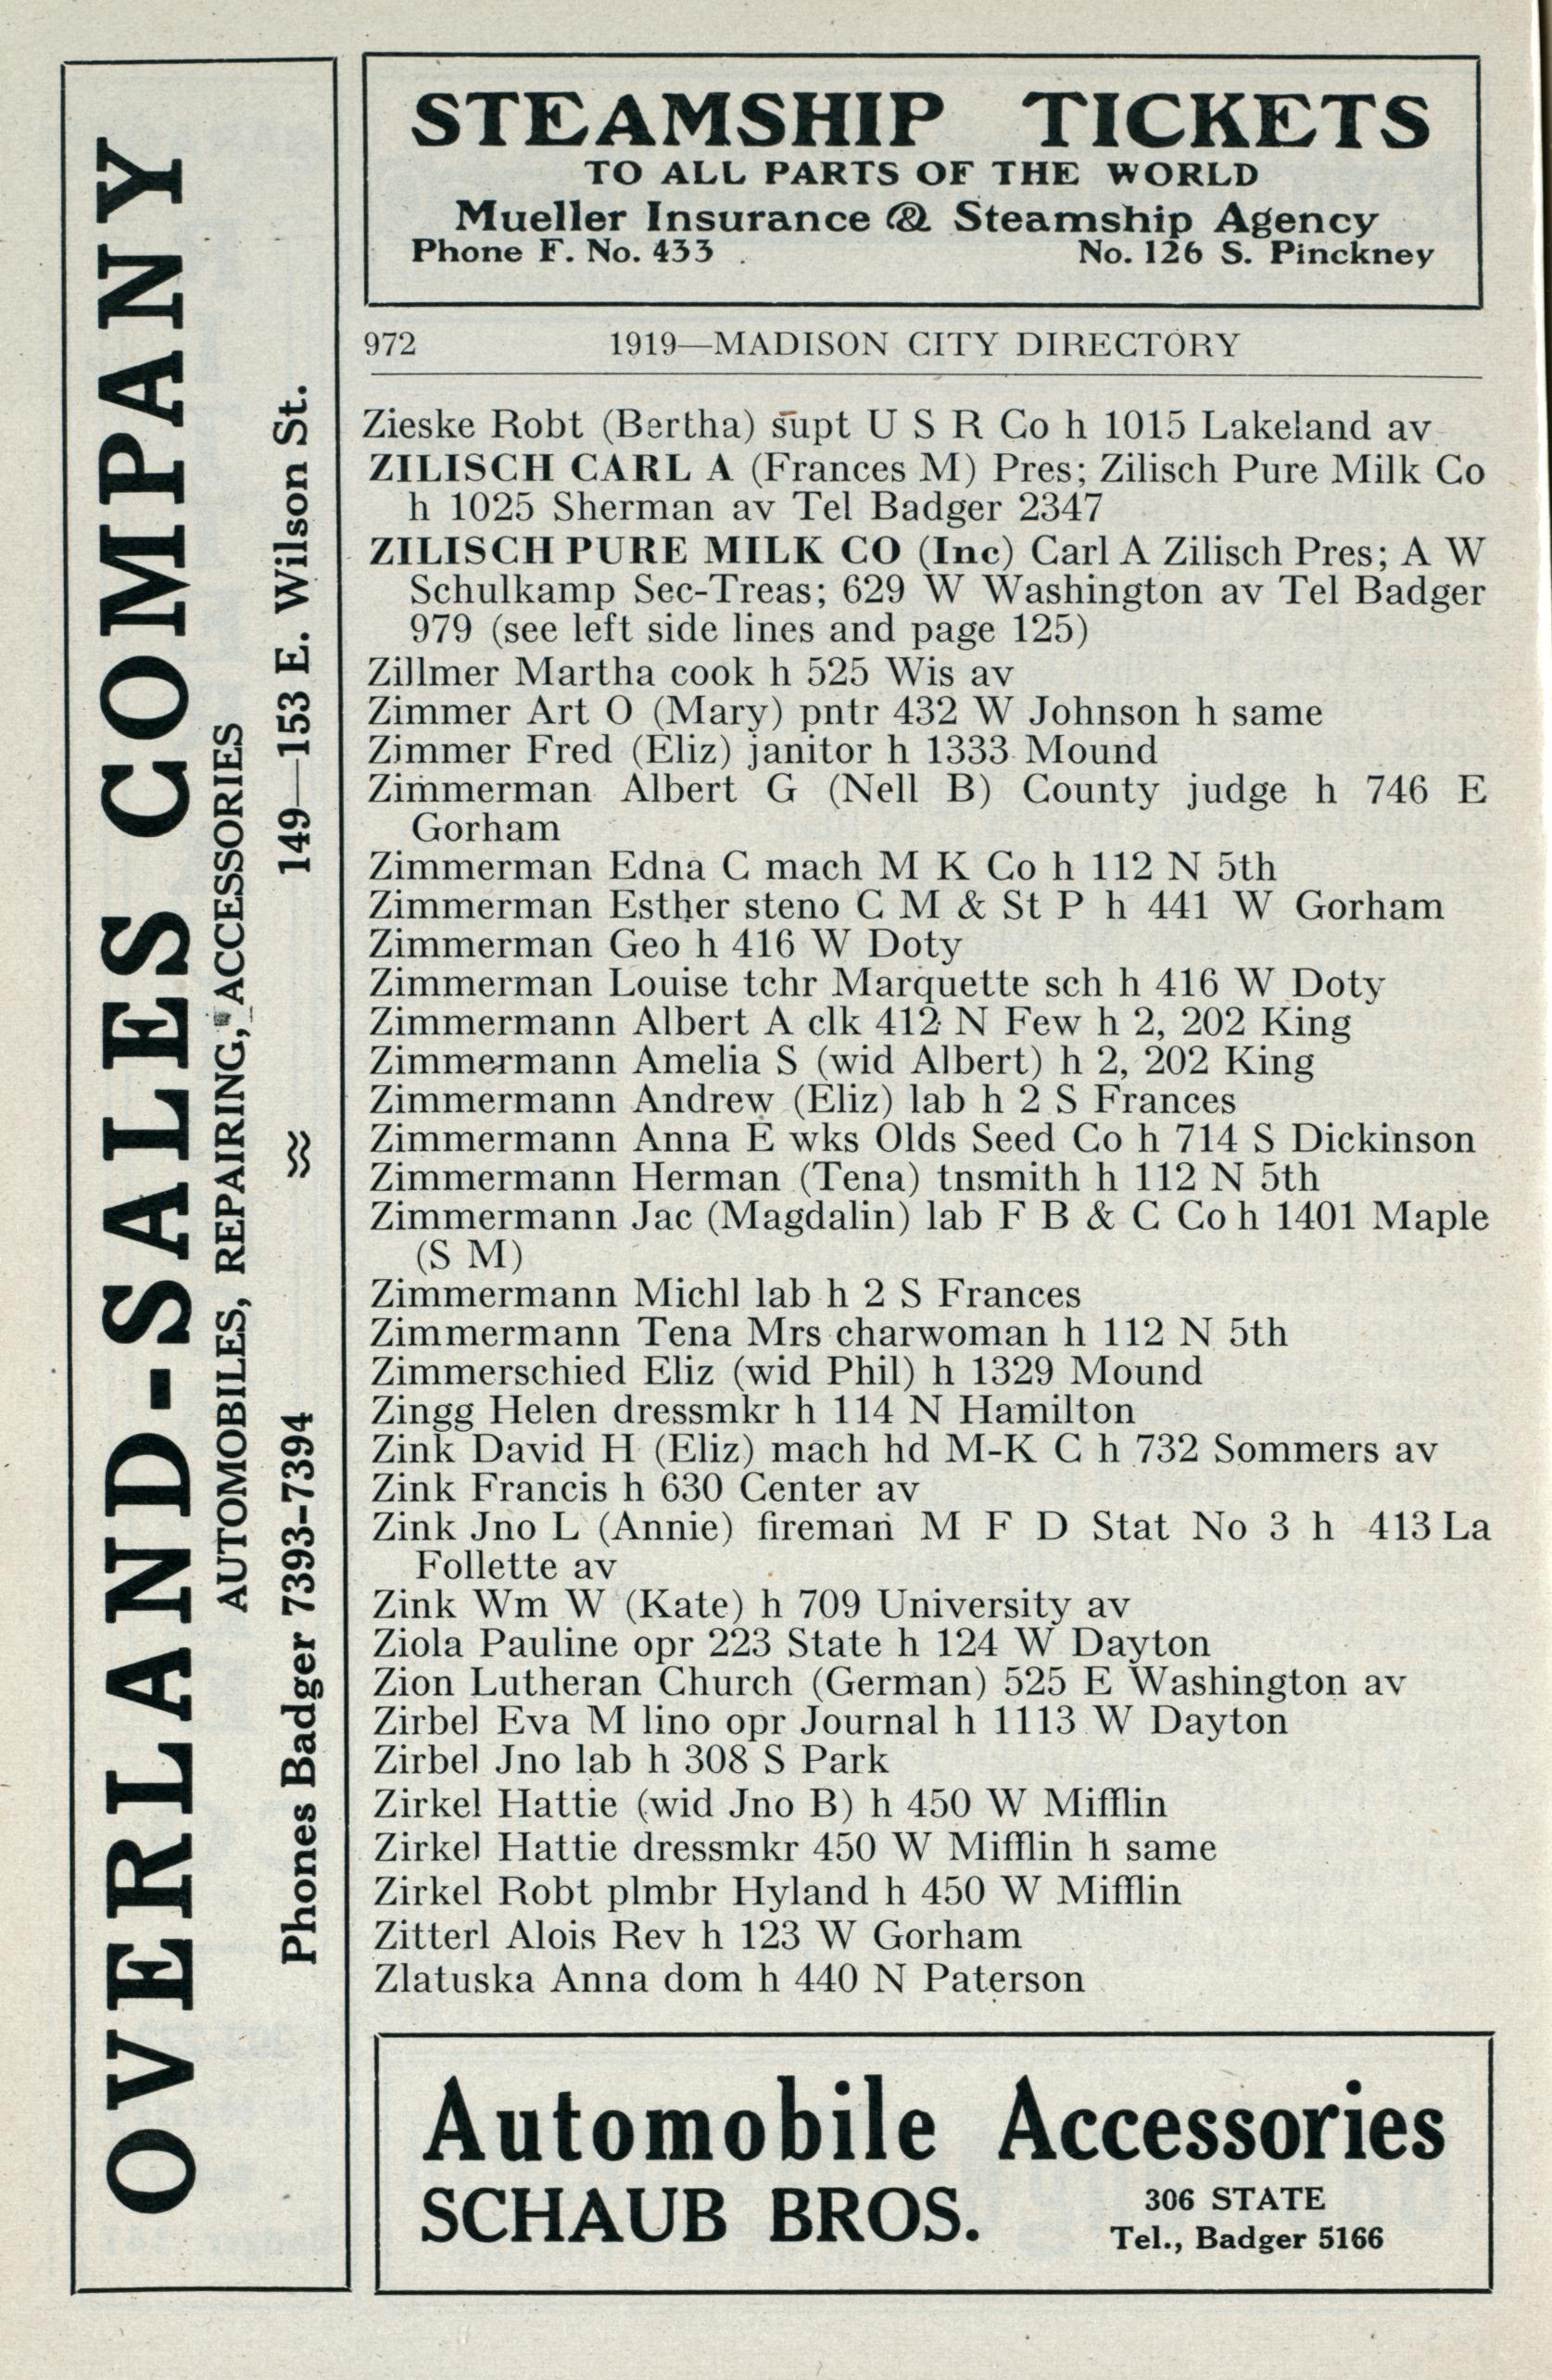 OVERLAND-SALES COMPANY
AUTOMOBILES, REPAIRING, ACCESSORIES
Phones Badger 7393-7394 149—153 E. Wilson St.
STEAMSHIP TICKETS
TO ALL PARTS OF THE WORLD
Mueller Insurance & Steamship Agency
Phone F. No. 433 No. 126 S. Pinckney
972 1919—MADISON CITY DIRECTORY
Zieske Robt (Bertha) supt U S R Co h 1015 Lakeland av
ZILISCH CARL A (Frances M) Pres; Zilisch Pure Milk Co
h 1025 Sherman av Tel Badger 2347
ZILISCH PURE MILK CO (Inc) Carl A Zilisch Pres; A W
Schulkamp Sec-Treas; 629 W Washington av Tel Badger
979 (see left side lines and page 125)
Zillmer Martha cook h 525 Wis av
Zimmer Art O (Mary) pntr 432 W Johnson h same
Zimmer Fred (Eliz) janitor h 1333 Mound
Zimmerman Albert G (Nell B) County judge h 746 E
Gorham
Zimmerman Edna C mach M K Co h 112 N 5th
Zimmerman Esther steno C M & St P h 441 W Gorham
Zimmerman Geo h 416 W Doty
Zimmerman Louise tchr Marquette sch h 416 W Doty
Zimmermann Albert A clk 412 N Few h 2, 202 King
Zimmermann Amelia S (wid Albert) h 2, 202 King
Zimmermann Andrew (Eliz) lab h 2 S Frances
Zimmermann Anna E wks Olds Seed Co h 714 S Dickinson
Zimmermann Herman (Tena) tnsmith h 112 N 5th
Zimmermann Jac (Magdalin) lab F B & C Co h 1401 Maple
(S M)
Zimmermann Michl lab h 2 S Frances
Zimmermann Tena Mrs charwoman h 112 N 5th
Zimmerschied Eliz (wid Phil) h 1329 Mound
Zingg Helen dressmkr h 114 N Hamilton
Zink David H (Eliz) mach hd M-K C h 732 Sommers av
Zink Francis h 630 Center av
Zink Jno L (Annie) fireman M F D Stat No 3 h 413 La
Follette av
Zink Wm W (Kate) h 709 University av
Ziola Pauline opr 223 State h 124 W Dayton
Zion Lutheran Church (German) 525 E Washington av
Zirbel Eva M lino opr Journal h 1113 W Dayton
Zirbel Jno lab h 308 S Park
Zirkel Hattie (wid Jno B) h 450 W Mifflin
Zirkel Hattie dressmkr 450 W Mifflin h same
Zirkel Robt plmbr Hyland h 450 W Mifflin
Zitterl Alois Rev h 123 W Gorham
Zlatuska Anna dom h 440 N Paterson
Automobile Accessories
SCHAUB BROS. 306 STATE
Tel., Badger 5166